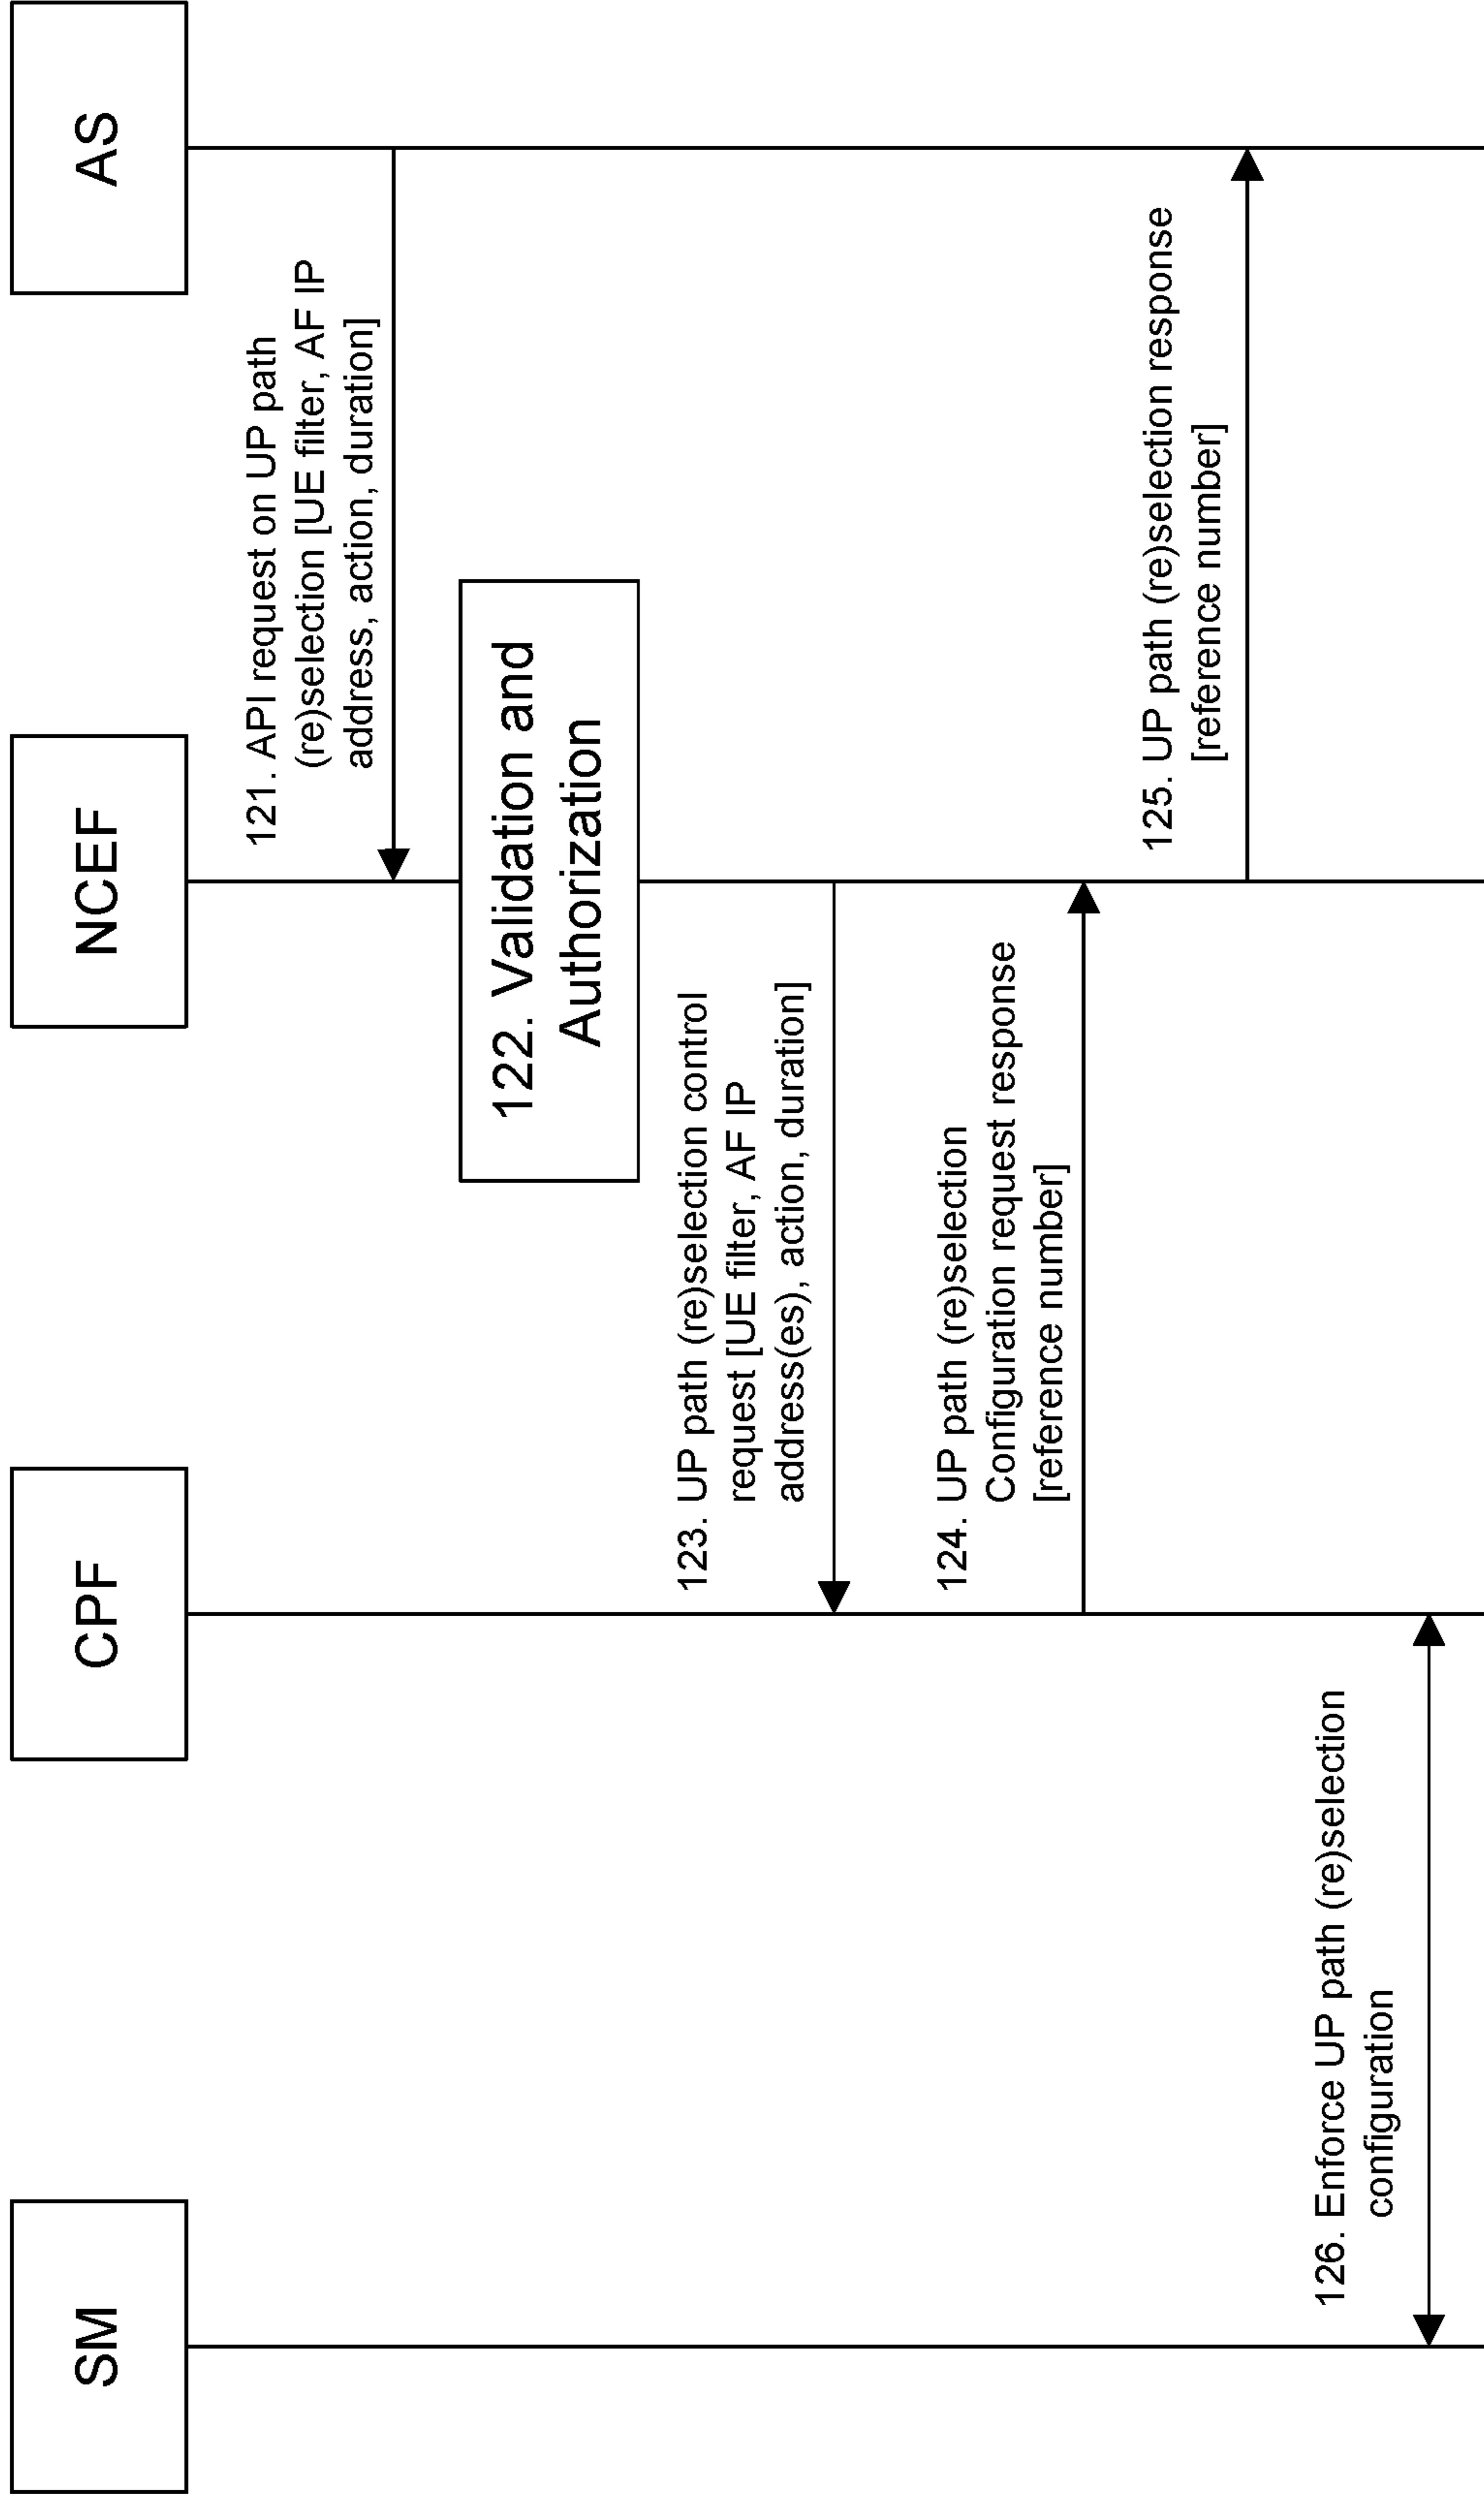 SM
CPF
NCEF
AS
121. API request on UP path
(re)selection [UE filter, AF IP
address, action, duration]
122. Validation and
Authorization
123. UP path (re)selection control
request [UE filter, AF IP
address(es), action, duration]
124. UP path (re)selection
Configuration request response
[reference number]
125. UP path (re)selection response
[reference number]
126. Enforce UP path (re)selection
configuration